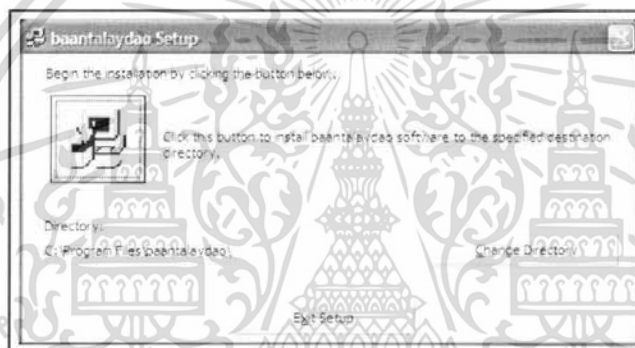 baantalaydao Setup
Begin the installation by clicking the button below.
Click this button to install baantalaydao software to the specified destination
directory.
Directory:
C:\Program Files\baantalaydao\
Change Directory
Exit Setup